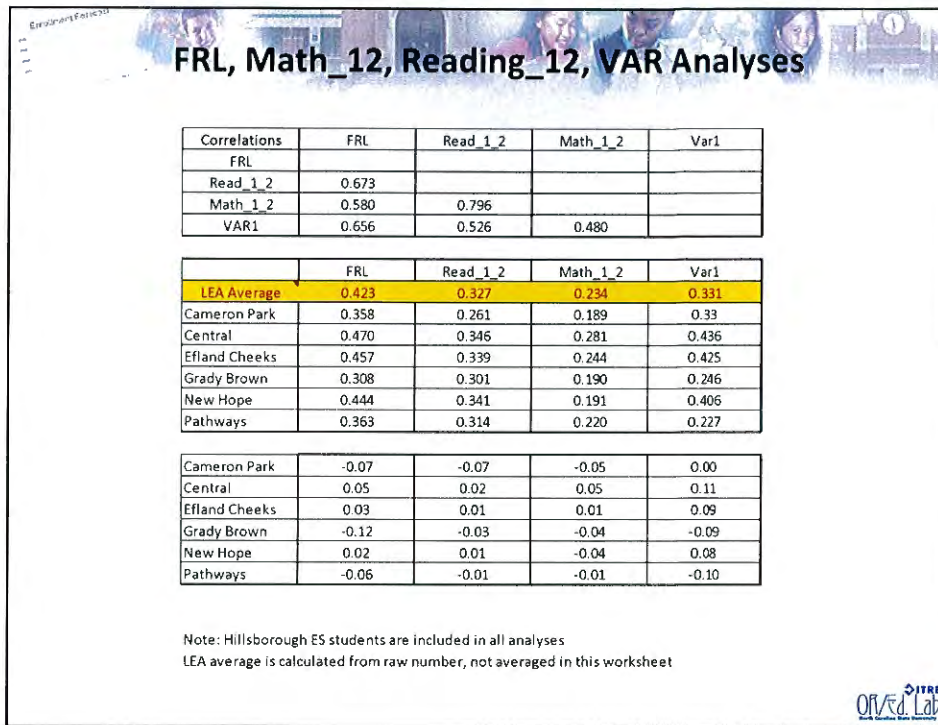 Enrollment Forecast
FRL, Math_12, Reading_12, VAR Analyses
Correlations FRL Read_1_2 Math_1_2 Var1
FRL
Read_1_2 0.673
Math_1_2 0.580 0.796
VAR1 0.656 0.526 0.480
FRL Read_1_2 Math_1_2 Var1
LEA Average 0.423 0.327 0.234 0.331
Cameron Park 0.358 0.261 0.189 0.33
Central 0.470 0.346 0.281 0.436
Efland Cheeks 0.457 0.339 0.244 0.425
Grady Brown 0.308 0.301 0.190 0.246
New Hope 0.444 0.341 0.191 0.406
Pathways 0.363 0.314 0.220 0.227
Cameron Park -0.07 -0.07 -0.05 0.00
Central 0.05 0.02 0.05 0.11
Efland Cheeks 0.03 0.01 0.01 0.09
Grady Brown -0.12 -0.03 -0.04 -0.09
New Hope 0.02 0.01 -0.04 0.08
Pathways -0.06 -0.01 -0.01 -0.10
Note: Hillsborough ES students are included in all analyses
LEA average is calculated from raw number, not averaged in this worksheet
ITRE
OR/Ed. Lab
North Carolina State University